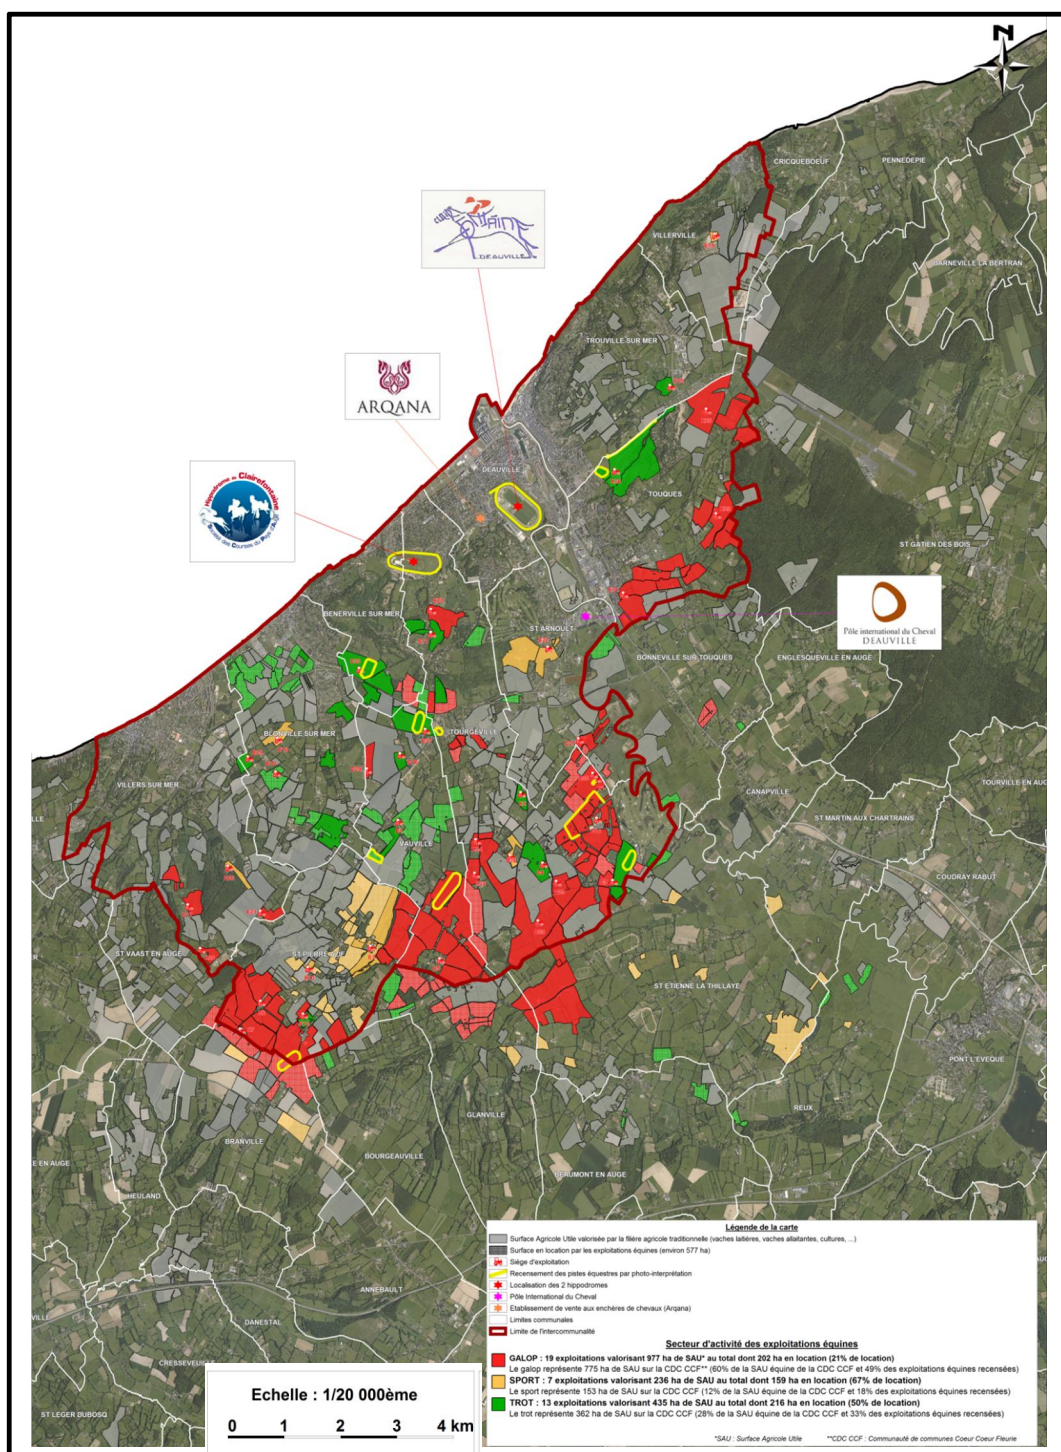 N
CRICQUEBOEUF
PENNEDEPIE
VILLERVILLE
BARNEVILLE LA BERTRAN
TROUVILLE SUR MER
DEAUVILLE
ARQANA
DEAUVILLE
Hippodrome de Clairefontaine
Société des Courses du Pays d'Auge
TOUQUES
ST GATIEN DES BOIS
Pôle international du Cheval
DEAUVILLE
BENERVILLE SUR MER
ST ARNOULT
BONNEVILLE SUR TOUQUES
ENGLESQUEVILLE EN AUGE
BLONVILLE SUR MER
TOURGEVILLE
VILLERS SUR MER
CANAPVILLE
TOURVILLE EN AUG
ST MARTIN AUX CHARTRAINS
VAUVILLE
COUDRAY RABUT
ST VAAST EN AUGE
ST PIERRE AZIF
ST ETIENNE LA THILLAYE
PONT L'EVEQUE
REUX
GLANVILLE
BRANVILLE
BOURGEAUVILLE
BEAUMONT EN AUGE
LE EN AUGE
HEULAND
ANNEBAULT
DANESTAL
CRESSEVEUILLE
ST LEGER DUBOSQ
Echelle : 1/20 000ème
0 1 2 3 4 km
Légende de la carte
Surface Agricole Utile valorisée par la filière agricole traditionnelle (vaches laitières, vaches allaitantes, cultures, ...)
Surface en location par les exploitations équines (environ 577 ha)
Siège d'exploitation
Recensement des pistes équestres par photo-interprétation
Localisation des 2 hippodromes
Pôle International du Cheval
Etablissement de vente aux enchères de chevaux (Arqana)
Limites communales
Limite de l'intercommunalité
Secteur d'activité des exploitations équines
GALOP : 19 exploitations valorisant 977 ha de SAU* au total dont 202 ha en location (21% de location)
Le galop représente 775 ha de SAU sur la CDC CCF** (60% de la SAU équine de la CDC CCF et 49% des exploitations équines recensées)
SPORT : 7 exploitations valorisant 236 ha de SAU au total dont 159 ha en location (67% de location)
Le sport représente 153 ha de SAU sur la CDC CCF (12% de la SAU équine de la CDC CCF et 18% des exploitations équines recensées)
TROT : 13 exploitations valorisant 435 ha de SAU au total dont 216 ha en location (50% de location)
Le trot représente 362 ha de SAU sur la CDC CCF (28% de la SAU équine de la CDC CCF et 33% des exploitations équines recensées)
*SAU : Surface Agricole Utile **CDC CCF : Communauté de communes Coeur Coeur Fleurie